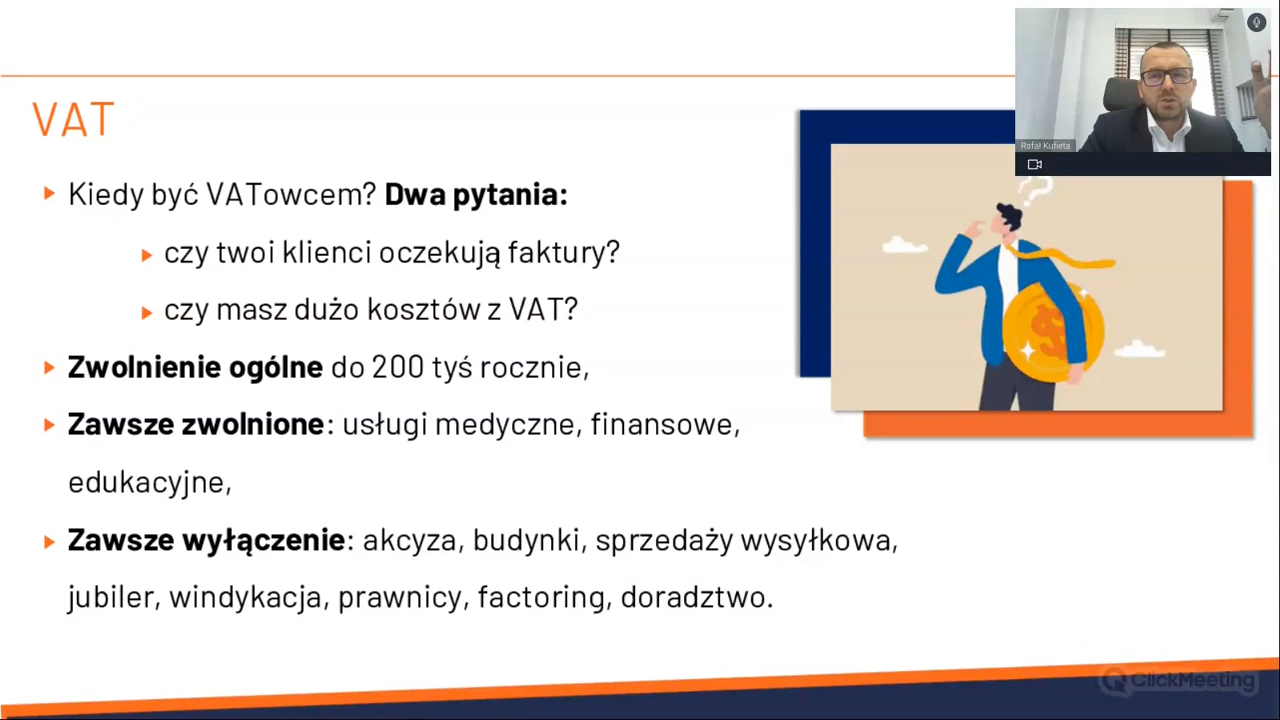 VAT
Kiedy być VATowcem? Dwa pytania:
czy twoi klienci oczekują faktury?
czy masz dużo kosztów z VAT?
Zwolnienie ogólne do 200 tyś rocznie,
Zawsze zwolnione: usługi medyczne, finansowe,
edukacyjne,
Zawsze wyłączenie: akcyza, budynki, sprzedaży wysyłkowa,
jubiler, windykacja, prawnicy, factoring, doradztwo.
Rafał Kufieta
ClickMeeting